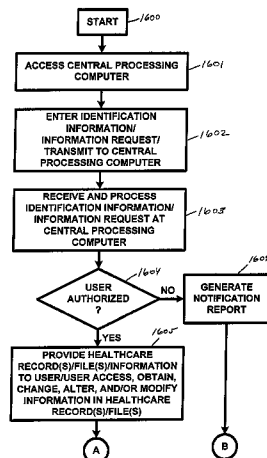 START
1600
ACCESS CENTRAL PROCESSING
COMPUTER
1601
ENTER IDENTIFICATION
INFORMATION/
INFORMATION REQUEST/
TRANSMIT TO CENTRAL
PROCESSING COMPUTER
1602
RECEIVE AND PROCESS
IDENTIFICATION INFORMATION/
INFORMATION REQUEST AT
CENTRAL PROCESSING
COMPUTER
1603
USER
AUTHORIZED
?
1604
NO
GENERATE
NOTIFICATION
REPORT
YES
1605
PROVIDE HEALTHCARE
RECORD(S)/FILE(S)/INFORMATION
TO USER/USER ACCESS, OBTAIN,
CHANGE, ALTER, AND/OR MODIFY
INFORMATION IN HEALTHCARE
RECORD(S)/FILE(S)
A
B